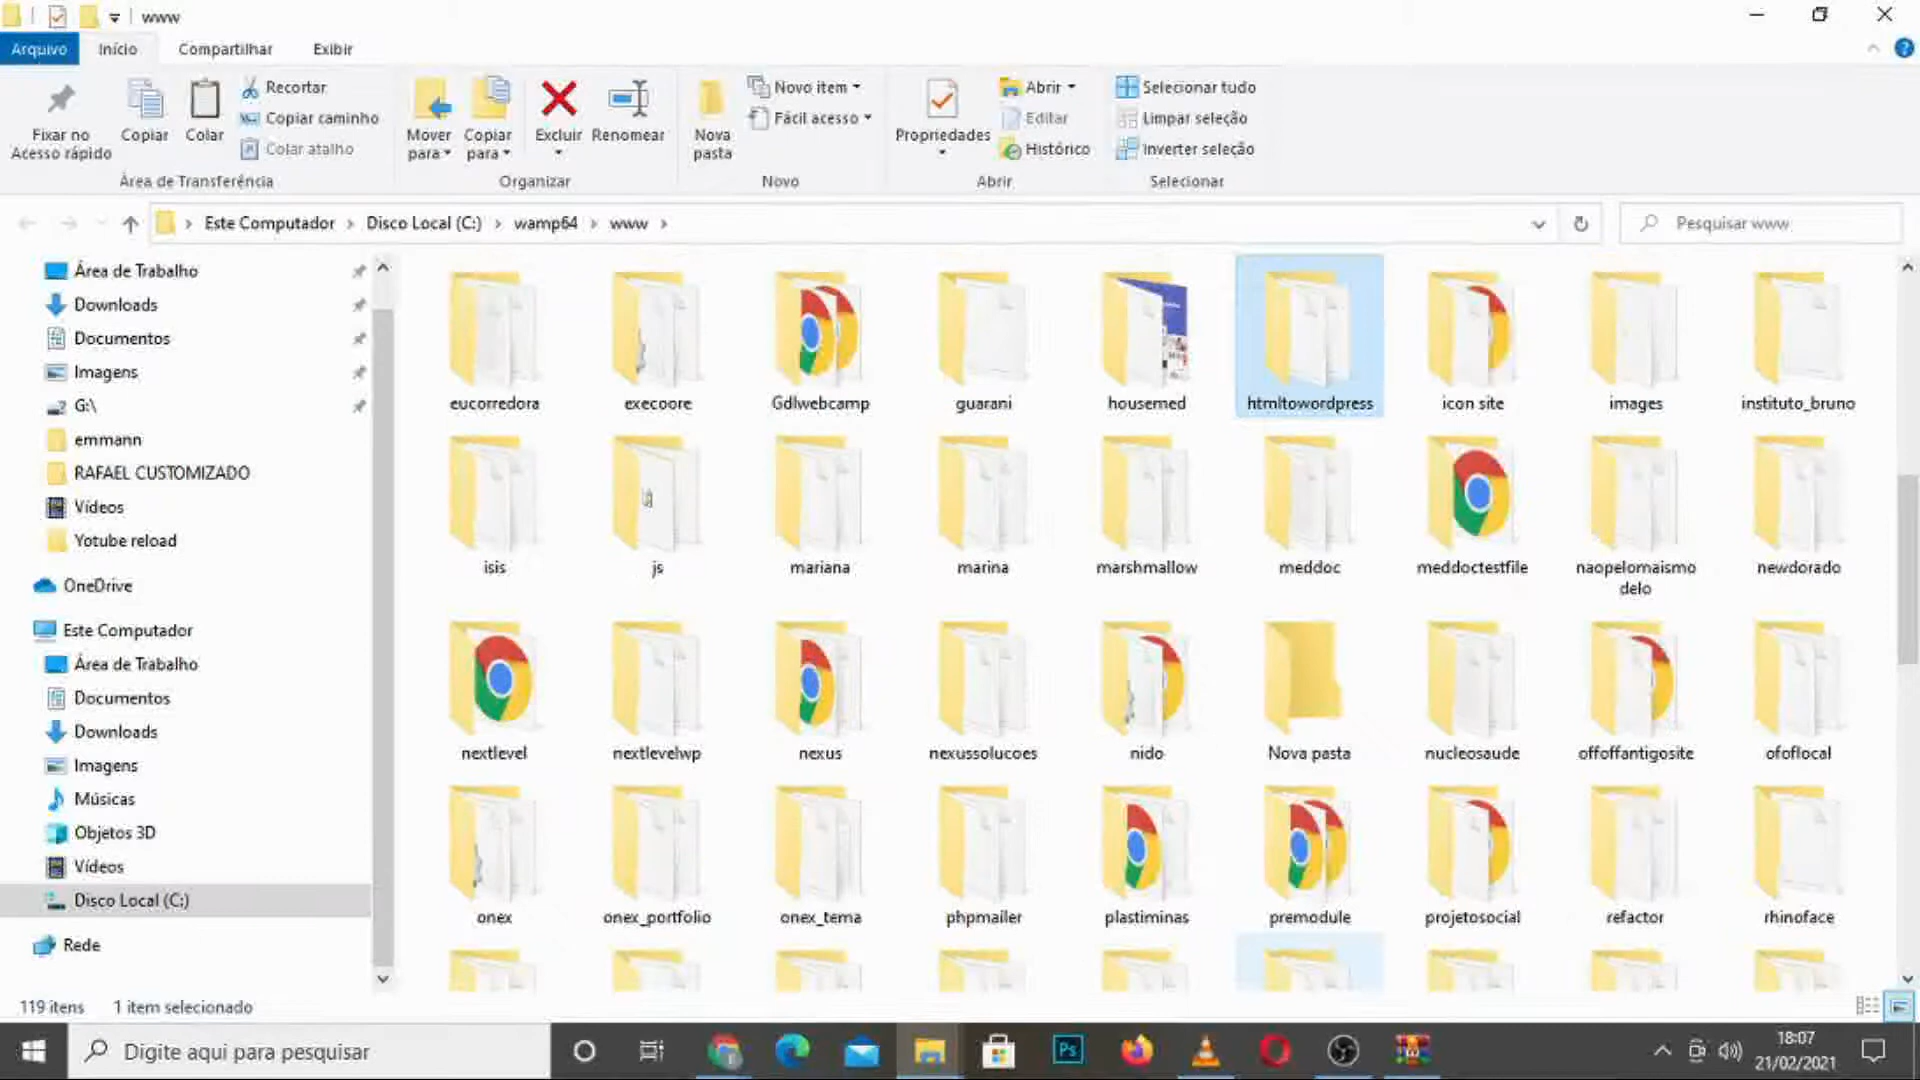 www
Arquivo
Início
Compartilhar
Exibir
Fixar no
Acesso rápido
Copiar
Colar
Recortar
Copiar caminho
Colar atalho
Área de Transferência
Mover
para
Copiar
para
Excluir
Renomear
Organizar
Nova
pasta
Novo item
Fácil acesso
Novo
Propriedades
Abrir
Editar
Histórico
Abrir
Selecionar tudo
Limpar seleção
Inverter seleção
Selecionar
Este Computador > Disco Local (C:) > wamp64 > www >
Pesquisar www
Área de Trabalho
Downloads
Documentos
Imagens
G:\
emmann
RAFAEL CUSTOMIZADO
Vídeos
Yotube reload
OneDrive
Este Computador
Área de Trabalho
Documentos
Downloads
Imagens
Músicas
Objetos 3D
Vídeos
Disco Local (C:)
Rede
eucorredora
execoore
Gdlwebcamp
guarani
housemed
htmltowordpress
icon site
images
instituto_bruno
isis
js
mariana
marina
marshmallow
meddoc
meddoctestfile
naopelomaismo
delo
newdorado
nextlevel
nextlevelwp
nexus
nexussolucoes
nido
Nova pasta
nucleosaude
offoffantigosite
ofoflocal
onex
onex_portfolio
onex_tema
phpmailer
plastiminas
premodule
projetosocial
refactor
rhinoface
119 itens
1 item selecionado
Digite aqui para pesquisar
Ps
18:07
21/02/2021